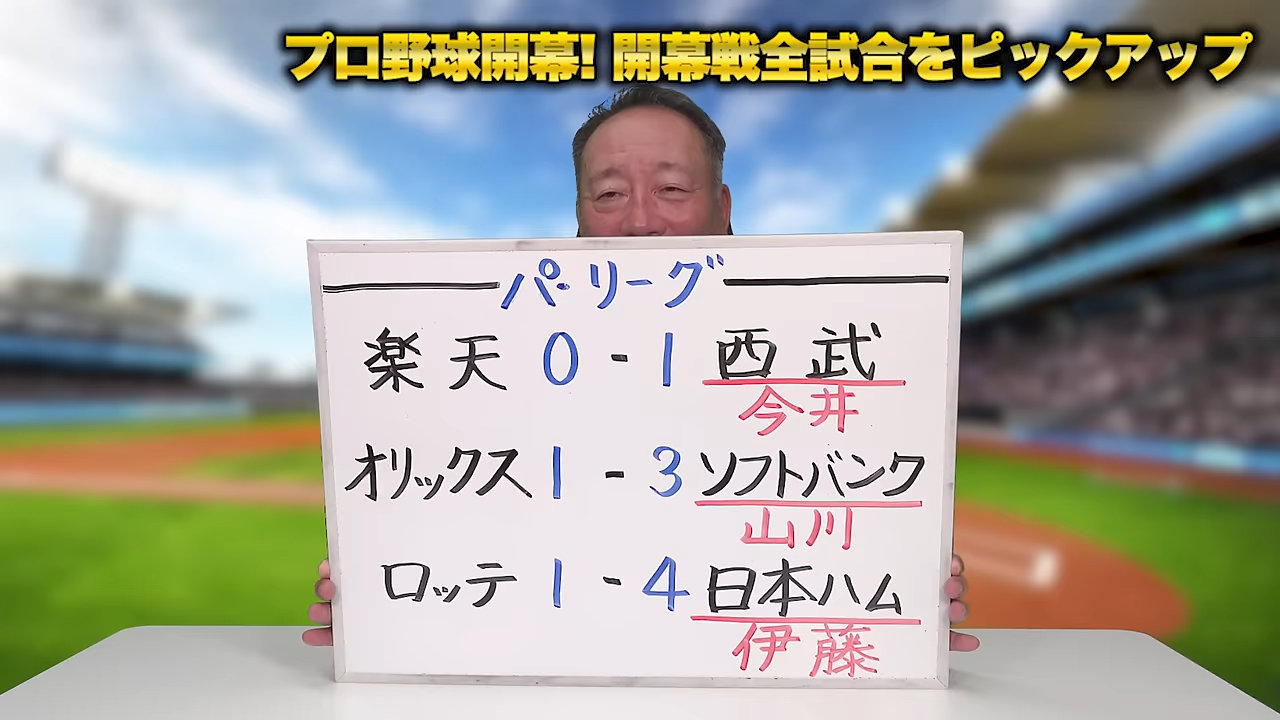 プロ野球開幕! 開幕戦全試合をピックアップ
パ・リーグ
楽天 0 - 1 西武
今井
オリックス 1 - 3 ソフトバンク
山川
ロッテ 1 - 4 日本ハム
伊藤